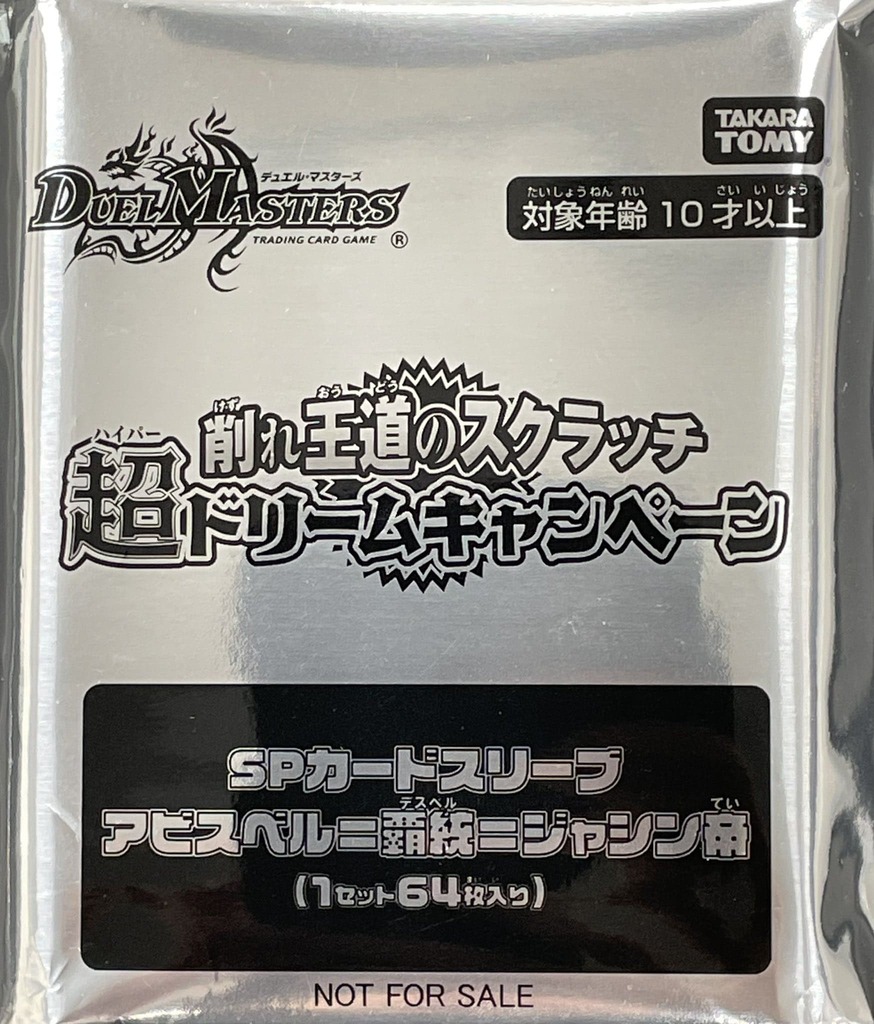 TAKARA
TOMY
デュエル・マスターズ
DUEL MASTERS
TRADING CARD GAME ®
たいしょうねんれい さいいじょう
対象年齢 10才以上
けず おうどう
削れ王道のスクラッチ
ハイパー
超ドリームキャンペーン
SPカードスリーブ
デスペル てい
アビスベル=覇統=ジャシン帝
まい い
(1セット64枚入り)
NOT FOR SALE